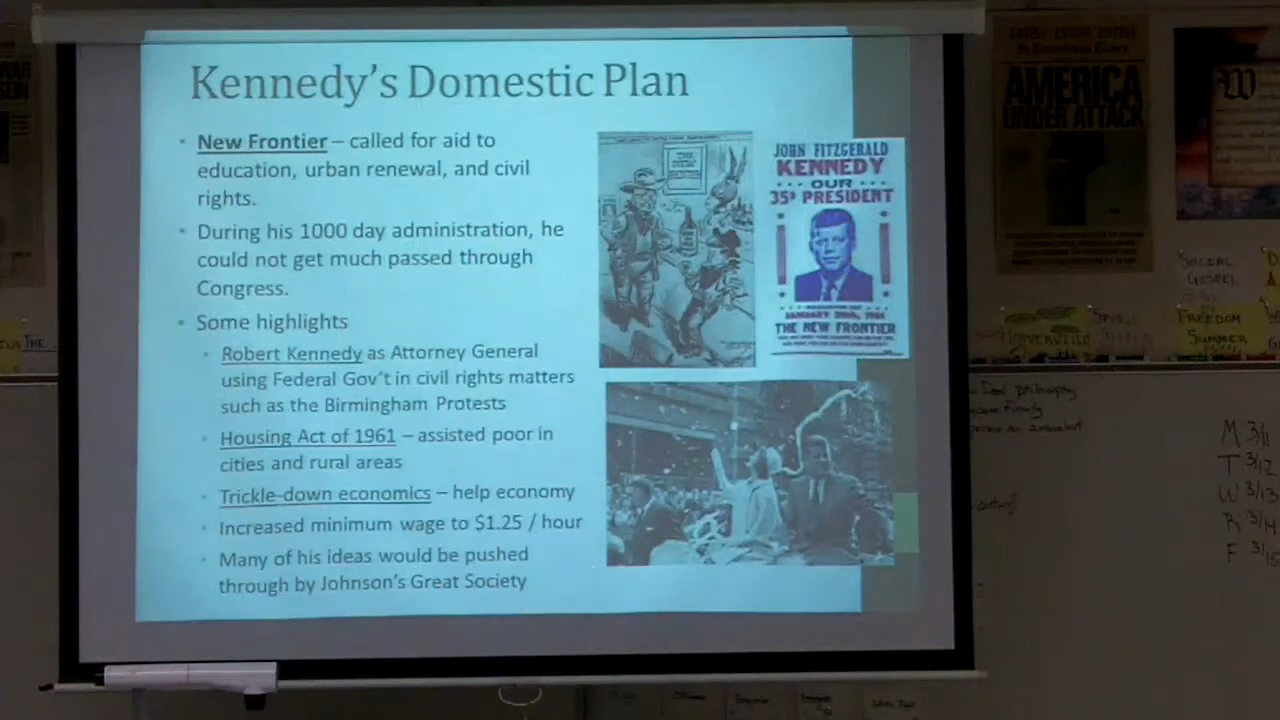 Kennedy's Domestic Plan
New Frontier – called for aid to
education, urban renewal, and civil
rights.
During his 1000 day administration, he
could not get much passed through
Congress.
Some highlights
Robert Kennedy as Attorney General
using Federal Gov't in civil rights matters
such as the Birmingham Protests
Housing Act of 1961 – assisted poor in
cities and rural areas
Trickle-down economics – help economy
Increased minimum wage to $1.25 / hour
Many of his ideas would be pushed
through by Johnson's Great Society
JOHN FITZGERALD
KENNEDY
OUR
35th PRESIDENT
THE NEW FRONTIER
AMERICA
UNDER ATTACK
W
SOCIAL
GOSPEL
FREEDOM
SUMMER
HOOVERVILLE
philosophy
M 3/11
T 3/12
W 3/13
R 3/14
F 3/15